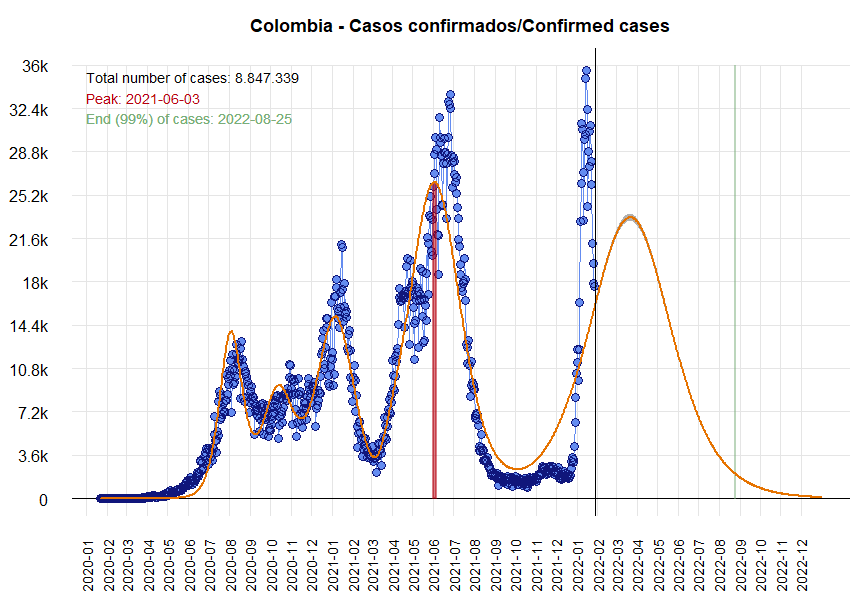 Colombia - Casos confirmados/Confirmed cases
36k
Total number of cases: 8.847.339
Peak: 2021-06-03
End (99%) of cases: 2022-08-25
32.4k
28.8k
25.2k
21.6k
18k
14.4k
10.8k
7.2k
3.6k
0
2020-01
2020-02
2020-03
2020-04
2020-05
2020-06
2020-07
2020-08
2020-09
2020-10
2020-11
2020-12
2021-01
2021-02
2021-03
2021-04
2021-05
2021-06
2021-07
2021-08
2021-09
2021-10
2021-11
2021-12
2022-01
2022-02
2022-03
2022-04
2022-05
2022-06
2022-07
2022-08
2022-09
2022-10
2022-11
2022-12